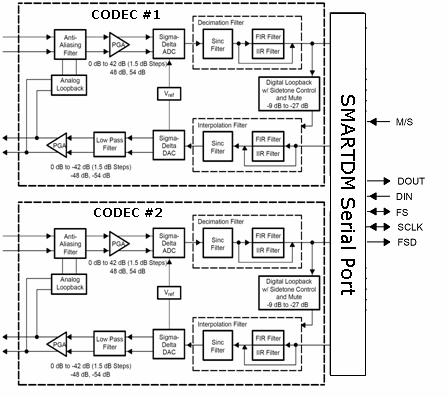 CODEC #1
Decimation Filter
Anti-
Aliasing
Filter
PGA
Sigma-
Delta
ADC
Sinc
Filter
FIR Filter
IIR Filter
0 dB to 42 dB (1.5 dB Steps)
48 dB, 54 dB
Analog
Loopback
Vref
Digital Loopback
w/ Sidetone Control
and Mute
-9 dB to -27 dB
Interpolation Filter
PGA
Low Pass
Filter
Sigma-
Delta
DAC
Sinc
Filter
FIR Filter
IIR Filter
0 dB to -42 dB (1.5 dB Steps)
-48 dB, -54 dB
CODEC #2
Decimation Filter
Anti-
Aliasing
Filter
PGA
Sigma-
Delta
ADC
Sinc
Filter
FIR Filter
IIR Filter
0 dB to 42 dB (1.5 dB Steps)
48 dB, 54 dB
Analog
Loopback
Vref
Digital Loopback
w/ Sidetone Control
and Mute
-9 dB to -27 dB
Interpolation Filter
PGA
Low Pass
Filter
Sigma-
Delta
DAC
Sinc
Filter
FIR Filter
IIR Filter
0 dB to -42 dB (1.5 dB Steps)
-48 dB, -54 dB
SMARTDM Serial Port
M/S
DOUT
DIN
FS
SCLK
FSD